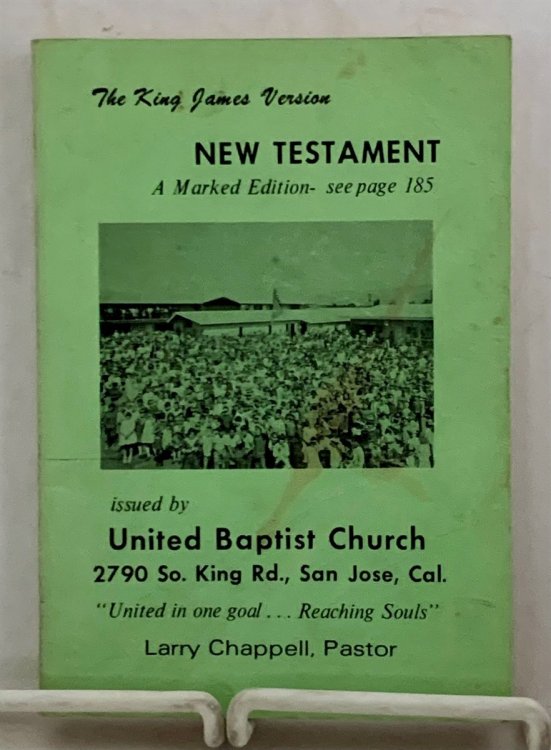 The King James Version
NEW TESTAMENT
A Marked Edition- see page 185
issued by
United Baptist Church
2790 So. King Rd., San Jose, Cal.
"United in one goal... Reaching Souls"
Larry Chappell, Pastor